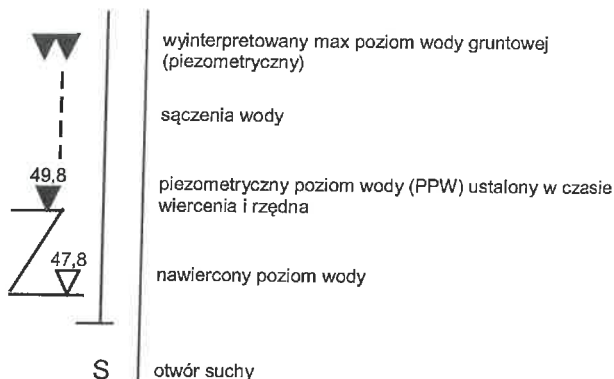 wyinterpretowany max poziom wody gruntowej
(piezometryczny)
sączenia wody
49,8
piezometryczny poziom wody (PPW) ustalony w czasie
wiercenia i rzędna
47,8
nawiercony poziom wody
S
otwór suchy